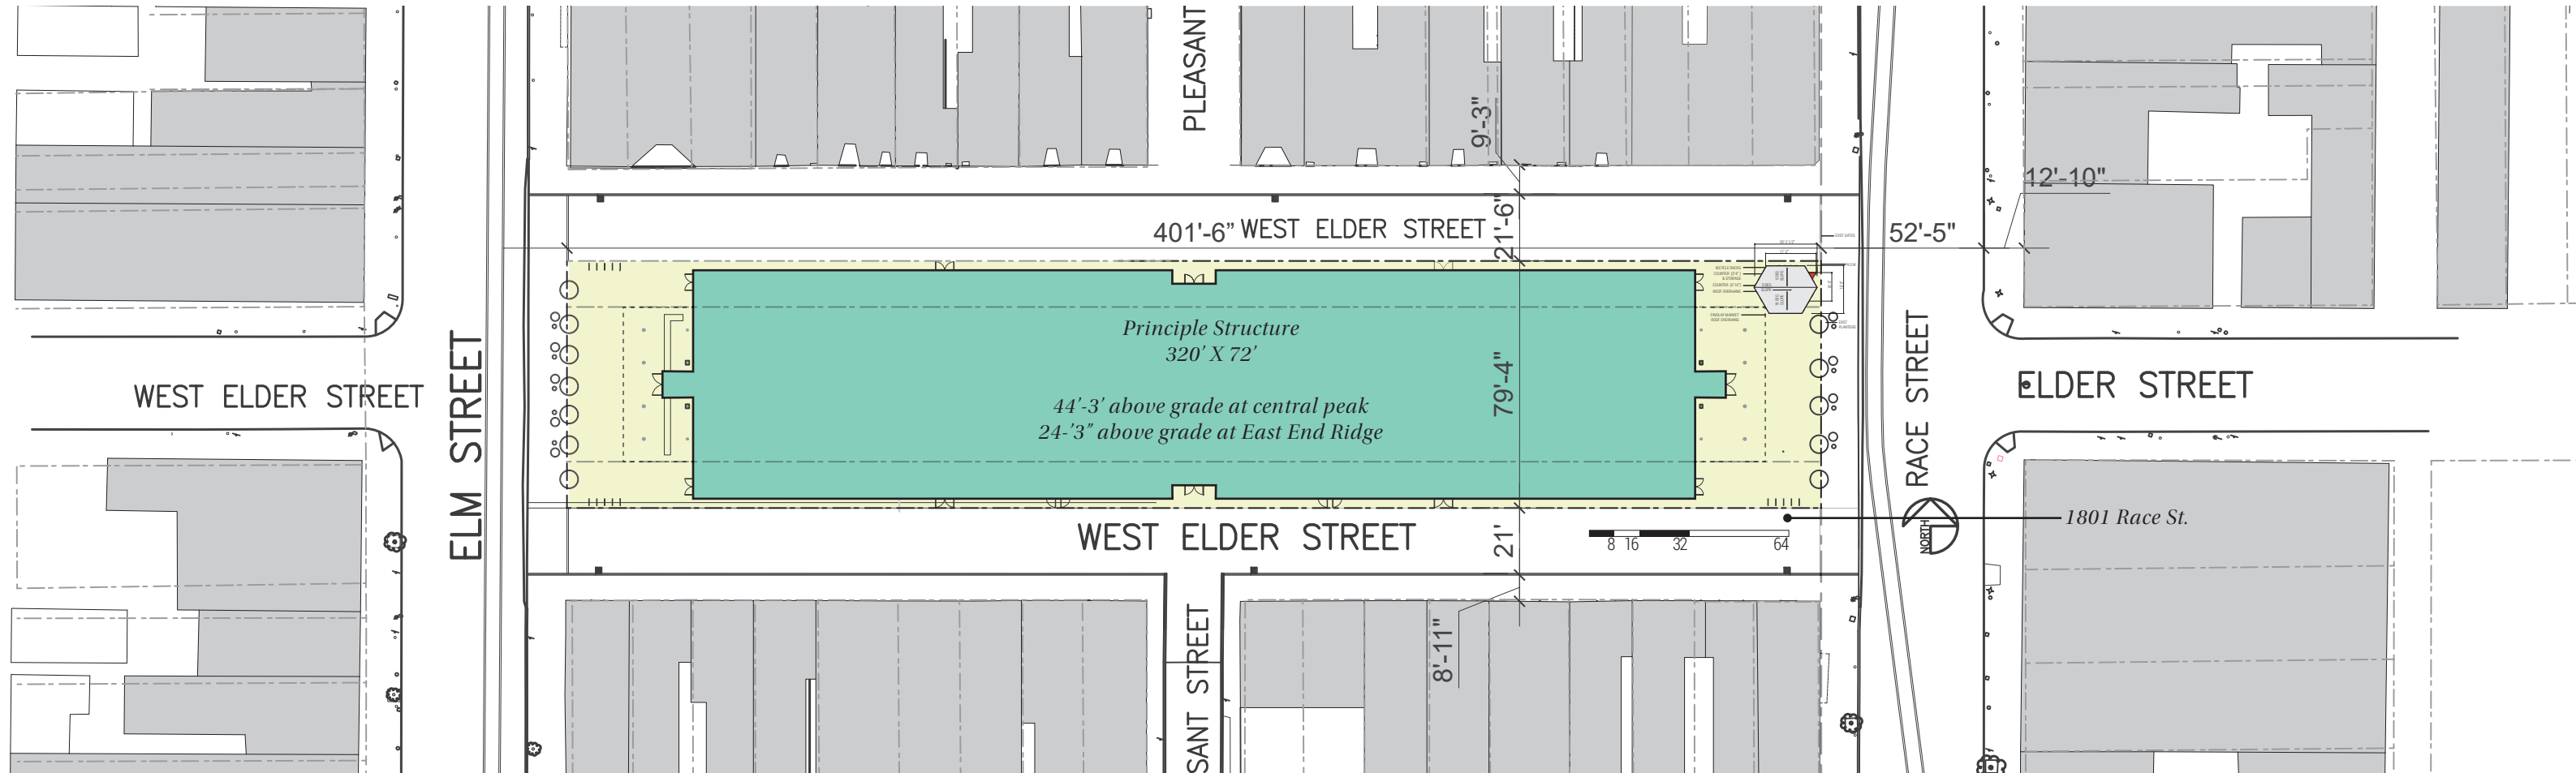 PLEASANT
9'-3"
12'-10"
401'-6"
WEST ELDER STREET
21'-6"
52'-5"
Principle Structure
320' X 72'
44'-3' above grade at central peak
24-'3" above grade at East End Ridge
79'-4"
WEST ELDER STREET
ELM STREET
RACE STREET
ELDER STREET
WEST ELDER STREET
21'
8 16 32 64
NORTH
1801 Race St.
8'-11"
SANT STREET